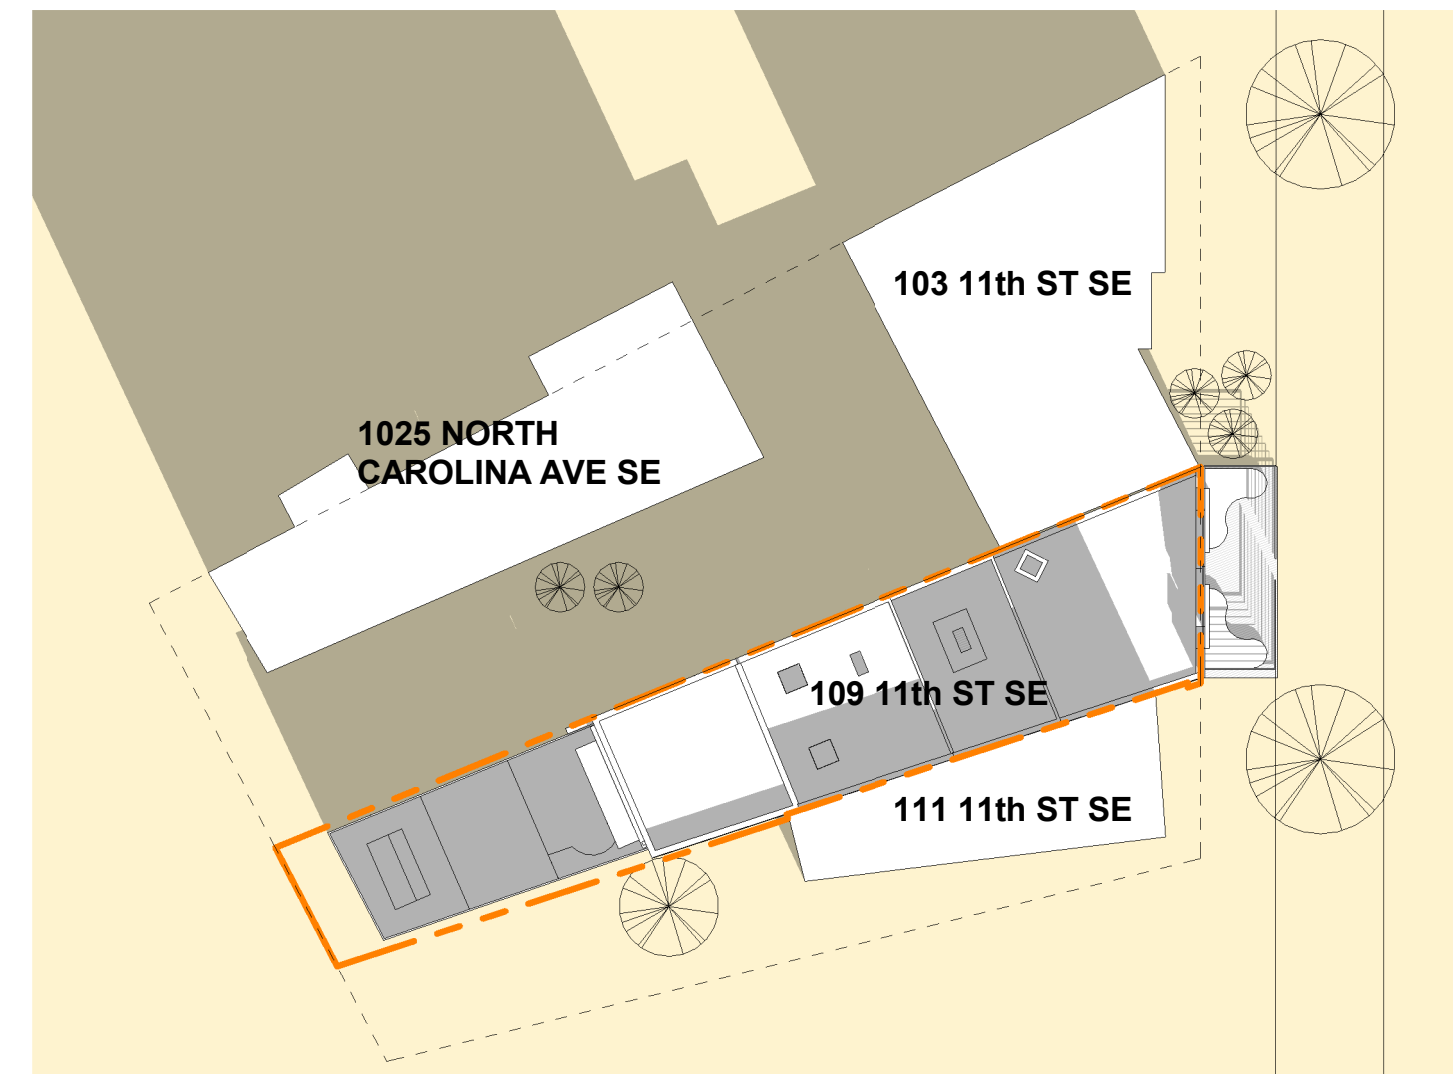 103 11th ST SE
1025 NORTH
CAROLINA AVE SE
109 11th ST SE
111 11th ST SE